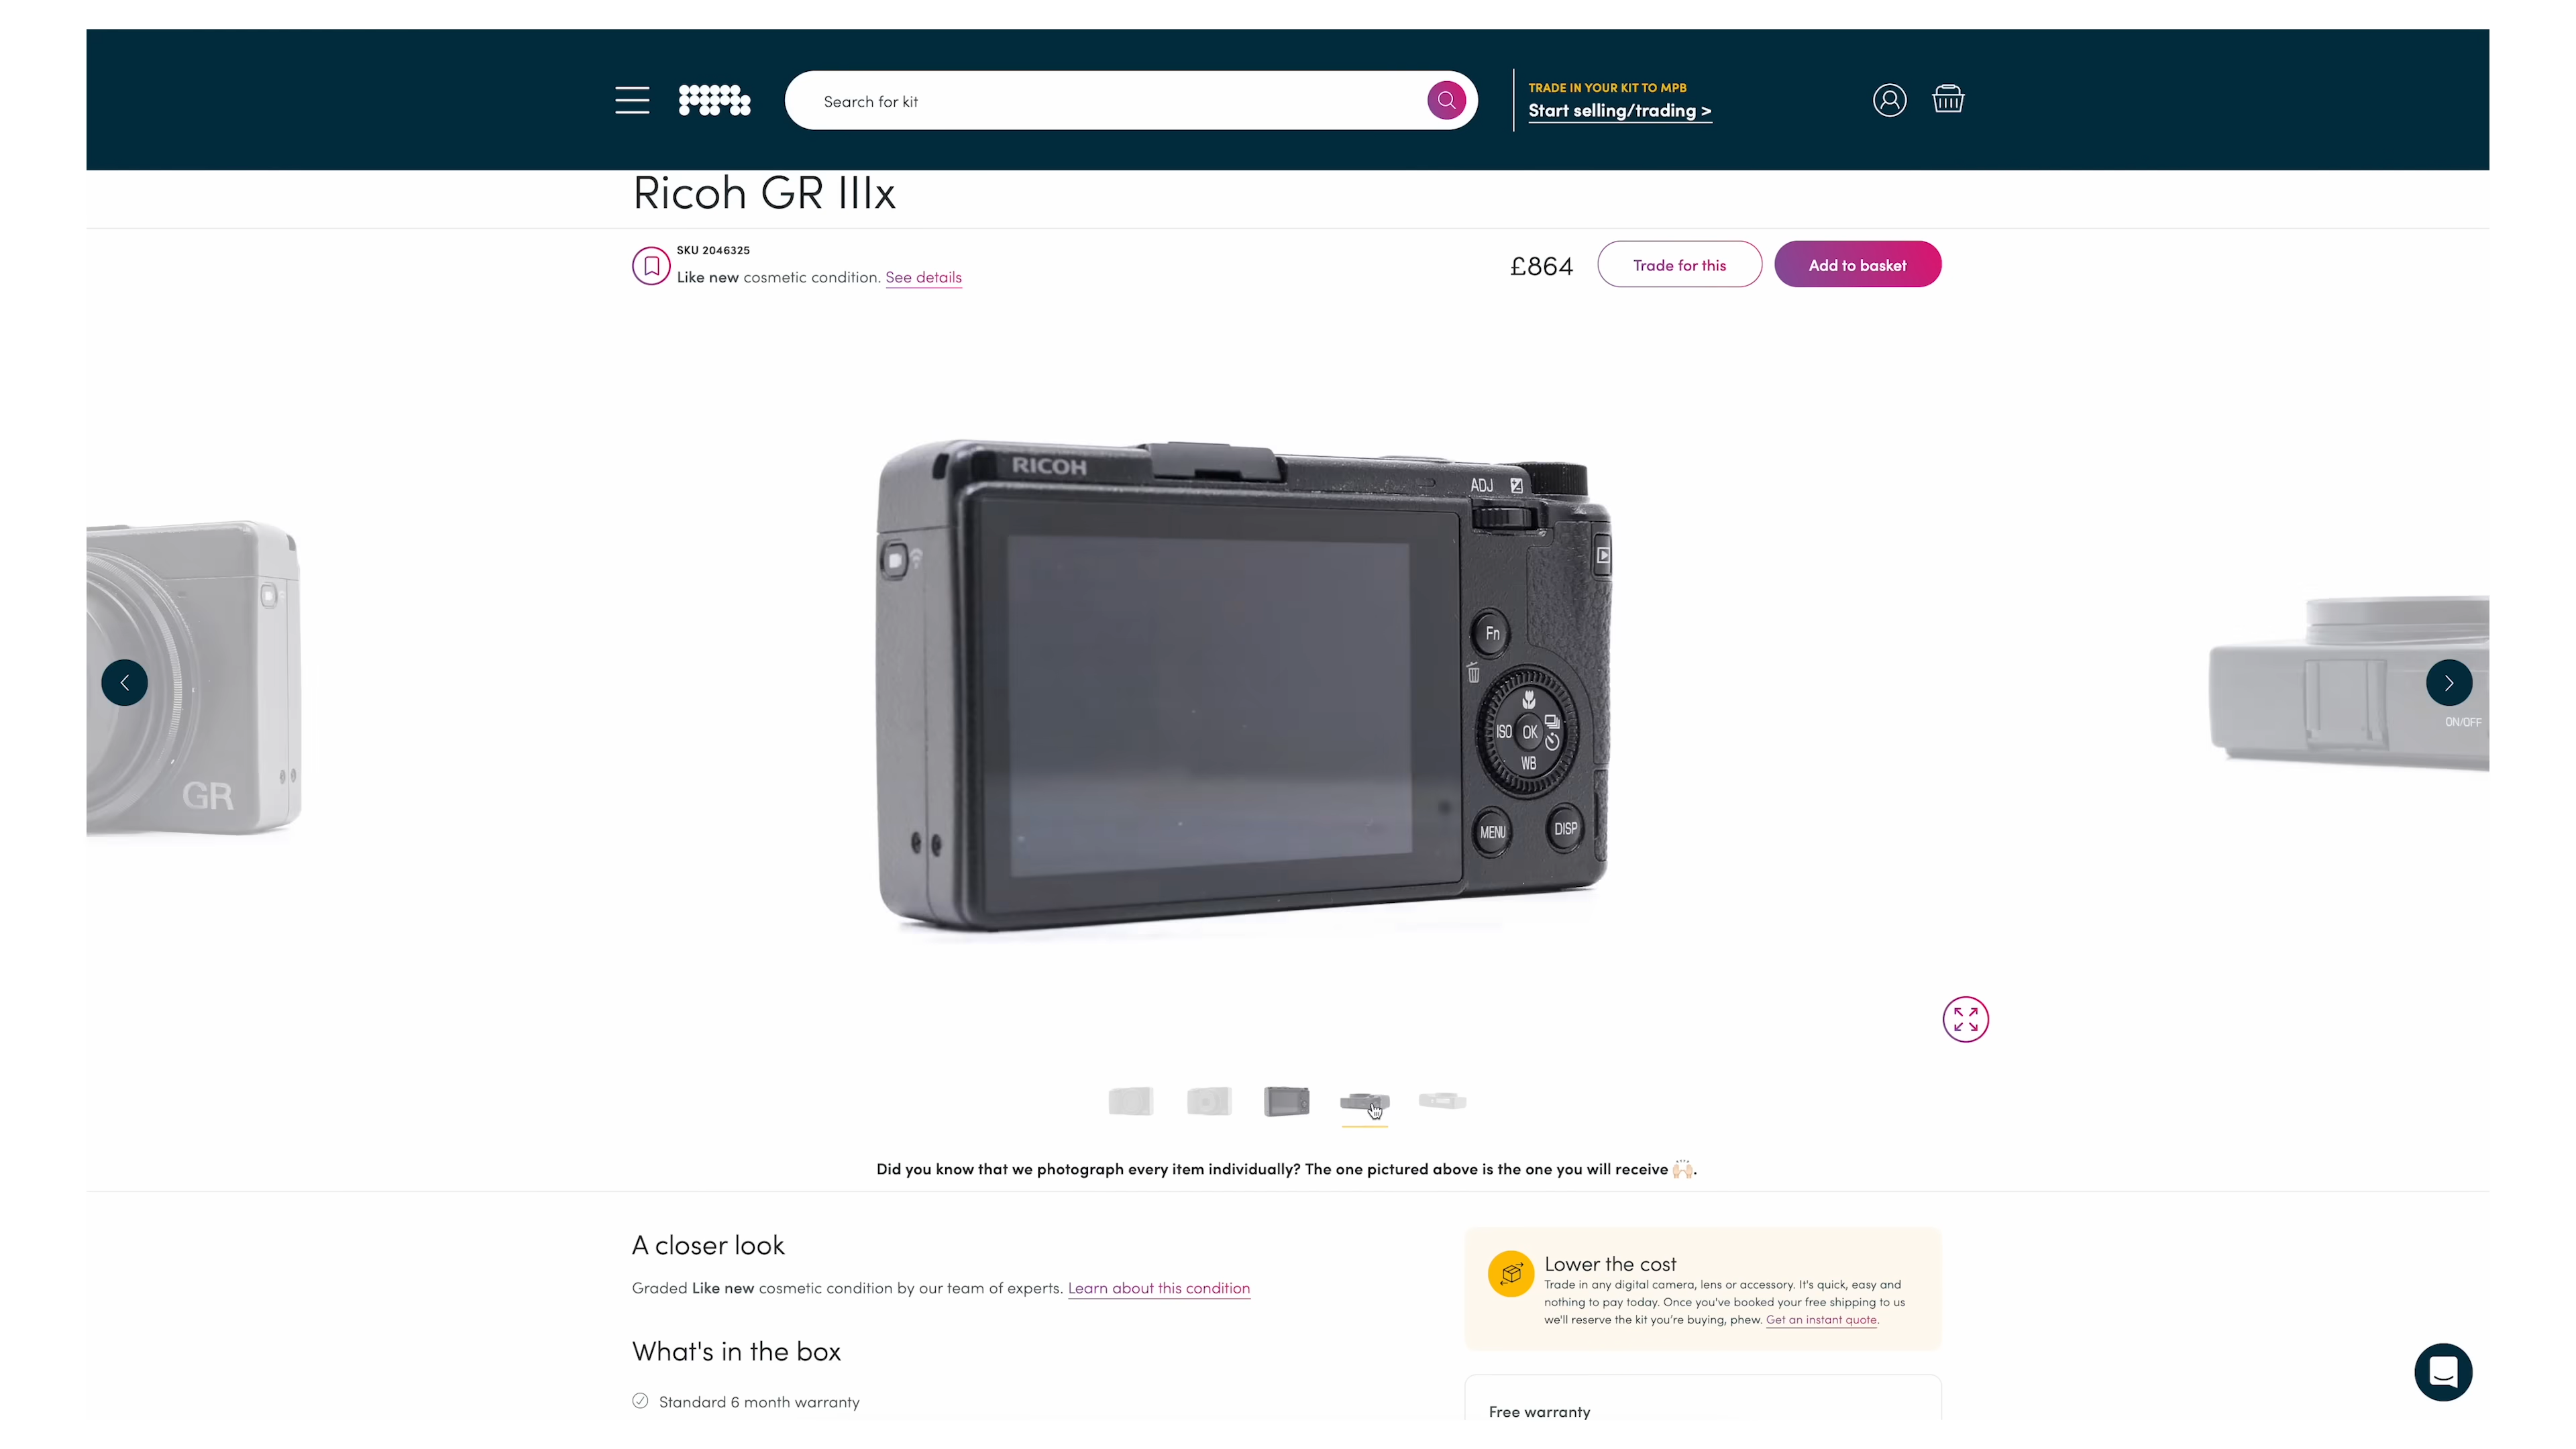 mpb
Search for kit
TRADE IN YOUR KIT TO MPB
Start selling/trading >
Ricoh GR IIIx
SKU 2046325
Like new cosmetic condition. See details
£864
Trade for this
Add to basket
RICOH
ADJ
Fn
ISO
OK
WB
MENU
DISP
GR
ON/OFF
Did you know that we photograph every item individually? The one pictured above is the one you will receive 🙌🏻.
A closer look
Graded Like new cosmetic condition by our team of experts. Learn about this condition
What's in the box
Standard 6 month warranty
Lower the cost
Trade in any digital camera, lens or accessory. It's quick, easy and
nothing to pay today. Once you've booked your free shipping to us
we'll reserve the kit you're buying, phew. Get an instant quote.
Free warranty